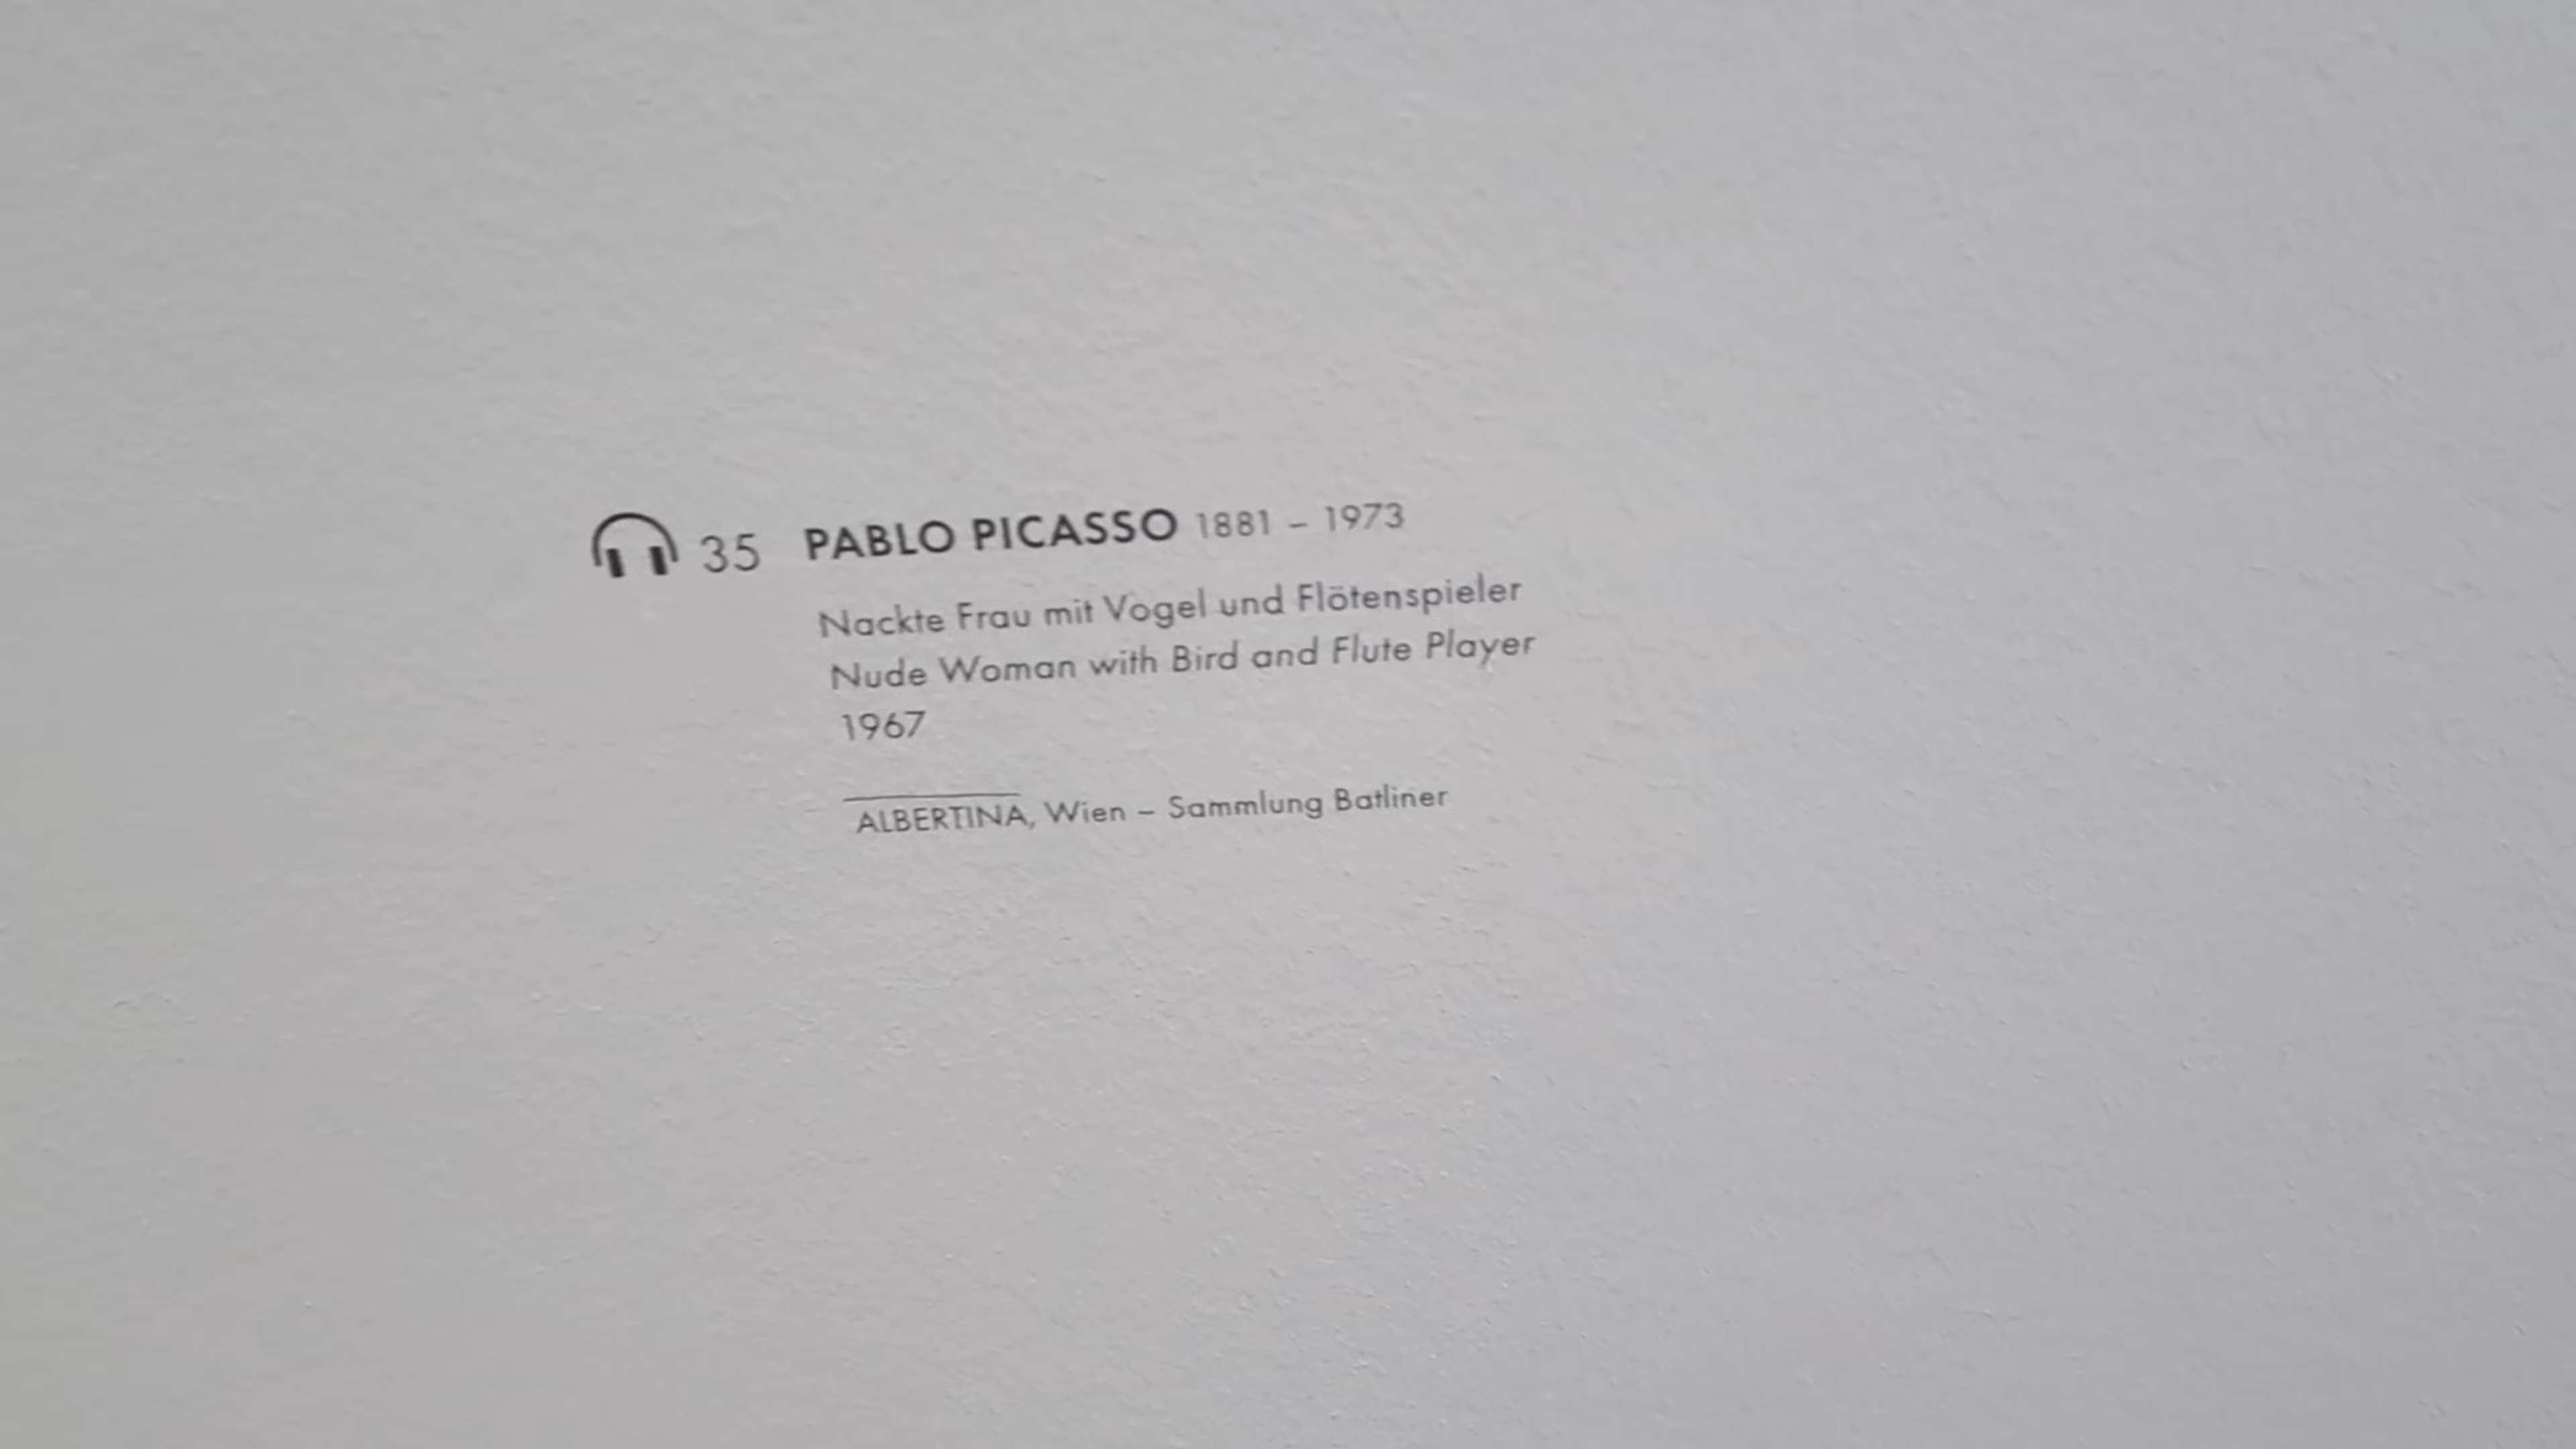 35 PABLO PICASSO 1881 – 1973
Nackte Frau mit Vogel und Flötenspieler
Nude Woman with Bird and Flute Player
1967
ALBERTINA, Wien – Sammlung Batliner